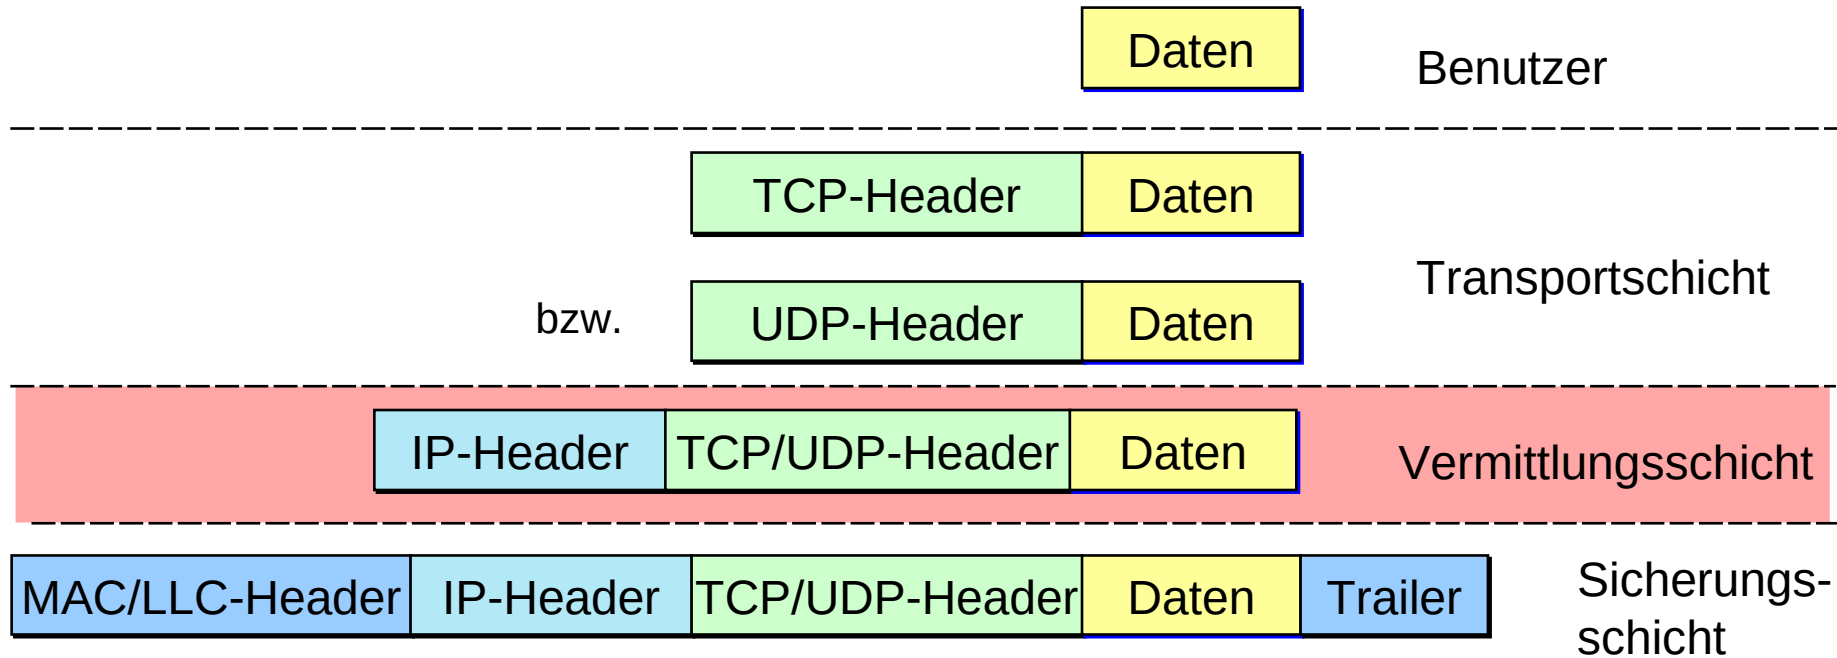 Daten
Benutzer
TCP-Header Daten
Transportschicht
bzw. UDP-Header Daten
IP-Header TCP/UDP-Header Daten Vermittlungsschicht
MAC/LLC-Header IP-Header TCP/UDP-Header Daten Trailer
Sicherungs-
schicht